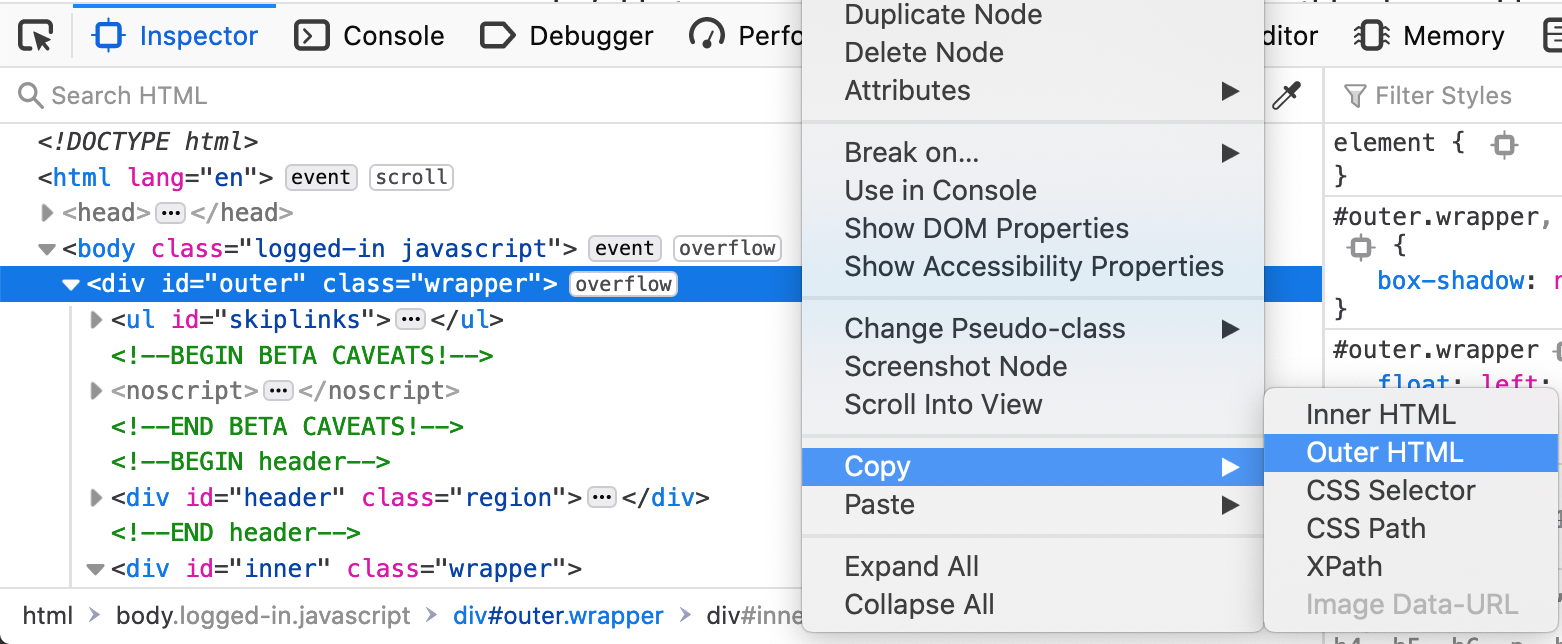 Inspector
Console
Debugger
Memory
Search HTML
Filter Styles
<!DOCTYPE html>
<html lang="en"> event scroll
<head>⋯</head>
<body class="logged-in javascript"> event overflow
<div id="outer" class="wrapper"> overflow
<ul id="skiplinks">⋯</ul>
<!--BEGIN BETA CAVEATS!-->
<noscript>⋯</noscript>
<!--END BETA CAVEATS!-->
<!--BEGIN header-->
<div id="header" class="region">⋯</div>
<!--END header-->
<div id="inner" class="wrapper">
html > body.logged-in.javascript > div#outer.wrapper > div#inne
Duplicate Node
Delete Node
Attributes
Break on...
Use in Console
Show DOM Properties
Show Accessibility Properties
Change Pseudo-class
Screenshot Node
Scroll Into View
Copy
Paste
Expand All
Collapse All
Inner HTML
Outer HTML
CSS Selector
CSS Path
XPath
Image Data-URL
element {
}
#outer.wrapper,
{
box-shadow:
}
#outer.wrapper
float: left;